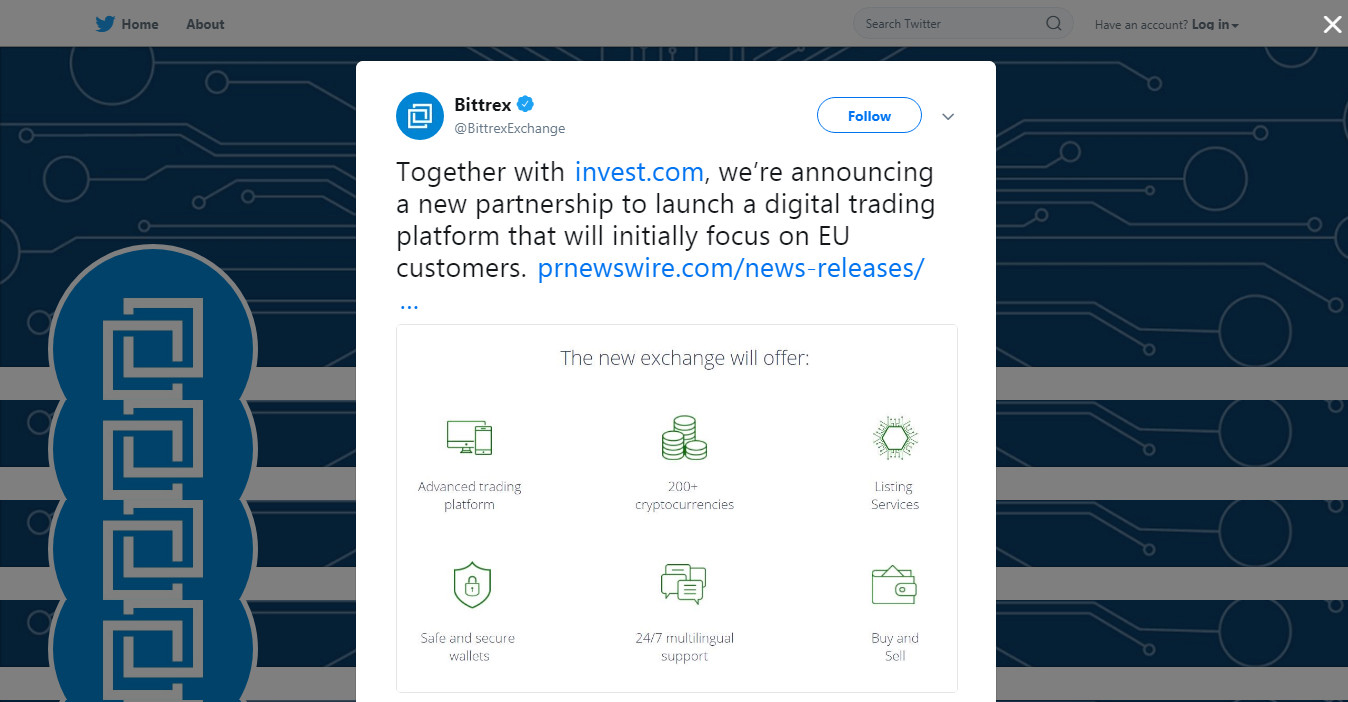 Home About Search Twitter Have an account? Log in
Bittrex
@BittrexExchange
Follow
Together with invest.com, we’re announcing
a new partnership to launch a digital trading
platform that will initially focus on EU
customers. prnewswire.com/news-releases/
…
The new exchange will offer:
Advanced trading
platform
200+
cryptocurrencies
Listing
Services
Safe and secure
wallets
24/7 multilingual
support
Buy and
Sell